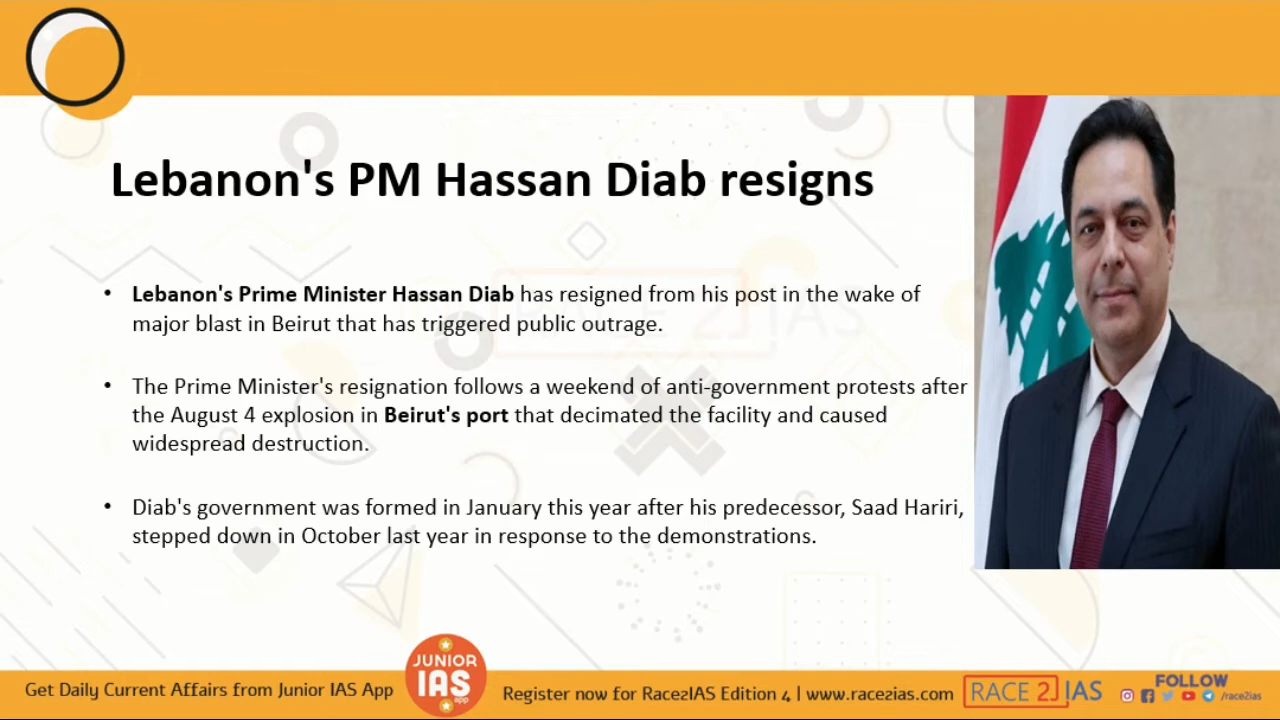 Lebanon's PM Hassan Diab resigns
• Lebanon's Prime Minister Hassan Diab has resigned from his post in the wake of
major blast in Beirut that has triggered public outrage.
• The Prime Minister's resignation follows a weekend of anti-government protests after
the August 4 explosion in Beirut's port that decimated the facility and caused
widespread destruction.
• Diab's government was formed in January this year after his predecessor, Saad Hariri,
stepped down in October last year in response to the demonstrations.
RACE 2 IAS
Get Daily Current Affairs from Junior IAS App
JUNIOR
IAS
app
Register now for Race2IAS Edition 4 | www.race2ias.com
RACE 2 IAS
FOLLOW
/race2ias